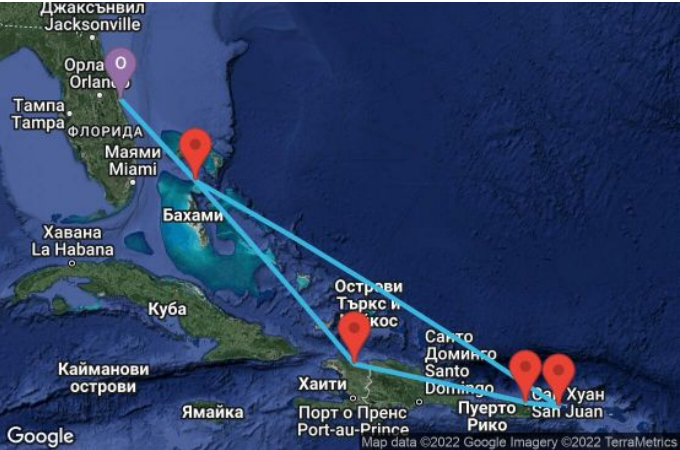 Джаксънвил
Jacksonville
O
Орла
Orlando
Тампа
Tampa
ФЛОРИДА
Маями
Miami
Бахами
Хавана
La Habana
Куба
Острови
Търкс и
Кайманови
острови
Ямайка
Хаити
Порт о Пренс
Port-au-Prince
Санто
Доминго
Santo
Domingo
Пуерто
Рико
Хуан
San Juan
Google
Map data ©2022 Google Imagery ©2022 TerraMetrics